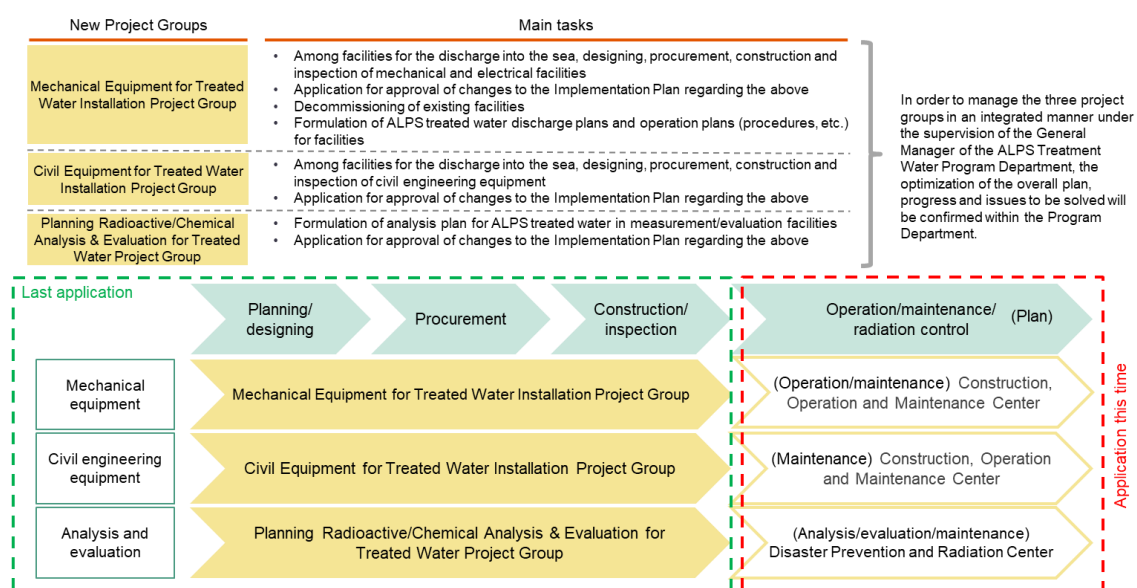 New Project Groups
Main tasks
Mechanical Equipment for Treated
Water Installation Project Group
• Among facilities for the discharge into the sea, designing, procurement, construction and
inspection of mechanical and electrical facilities
• Application for approval of changes to the Implementation Plan regarding the above
• Decommissioning of existing facilities
• Formulation of ALPS treated water discharge plans and operation plans (procedures, etc.)
for facilities
Civil Equipment for Treated Water
Installation Project Group
• Among facilities for the discharge into the sea, designing, procurement, construction and
inspection of civil engineering equipment
• Application for approval of changes to the Implementation Plan regarding the above
Planning Radioactive/Chemical
Analysis & Evaluation for Treated
Water Project Group
• Formulation of analysis plan for ALPS treated water in measurement/evaluation facilities
• Application for approval of changes to the Implementation Plan regarding the above
In order to manage the three project
groups in an integrated manner under
the supervision of the General
Manager of the ALPS Treatment
Water Program Department, the
optimization of the overall plan,
progress and issues to be solved will
be confirmed within the Program
Department.
Last application
Planning/
designing
Procurement
Construction/
inspection
Operation/maintenance/
radiation control
(Plan)
Mechanical
equipment
Mechanical Equipment for Treated Water Installation Project Group
(Operation/maintenance) Construction,
Operation and Maintenance Center
Civil engineering
equipment
Civil Equipment for Treated Water Installation Project Group
(Maintenance) Construction, Operation
and Maintenance Center
Analysis and
evaluation
Planning Radioactive/Chemical Analysis & Evaluation for
Treated Water Project Group
(Analysis/evaluation/maintenance)
Disaster Prevention and Radiation Center
Application this time